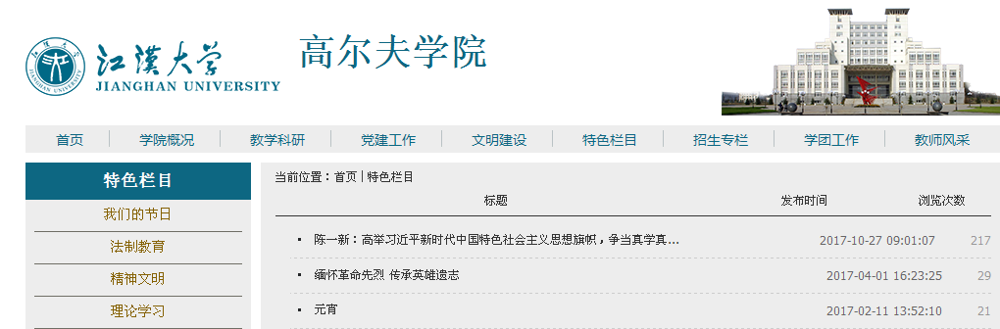 江漢大学
JIANGHAN UNIVERSITY
高尔夫学院
首页 学院概况 教学科研 党建工作 文明建设 特色栏目 招生专栏 学团工作 教师风采
特色栏目
我们的节日
法制教育
精神文明
理论学习
当前位置：首页 | 特色栏目
标题 发布时间 浏览次数
陈一新：高举习近平新时代中国特色社会主义思想旗帜，争当真学真... 2017-10-27 09:01:07 217
缅怀革命先烈 传承英雄遗志 2017-04-01 16:23:25 29
元宵 2017-02-11 13:52:10 21